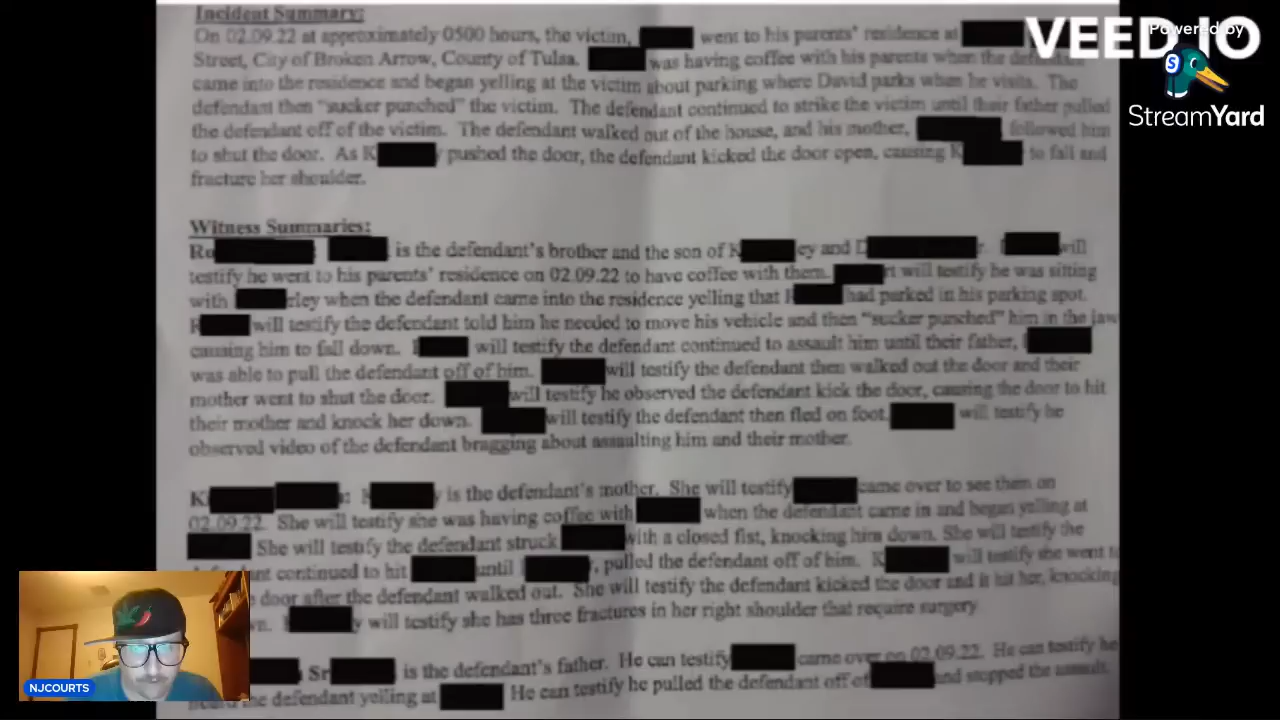 Incident Summary:
On 02.09.22 at approximately 0500 hours, the victim, went to his parents' residence at
Street, City of Broken Arrow, County of Tulsa. was having coffee with his parents when the
came into the residence and began yelling at the victim about parking where David parks when he visits. The
defendant then "sucker punched" the victim. The defendant continued to strike the victim until their father pulled
the defendant off of the victim. The defendant walked out of the house, and his mother, followed him
to shut the door. As K y pushed the door, the defendant kicked the door open, causing K to fall and
fracture her shoulder.
Witness Summaries:
Ro : is the defendant's brother and the son of K ey and D r. will
testify he went to his parents' residence on 02.09.22 to have coffee with them. rt will testify he was sitting
with rley when the defendant came into the residence yelling that had parked in his parking spot.
R will testify the defendant told him he needed to move his vehicle and then "sucker punched" him in the jaw
causing him to fall down. will testify the defendant continued to assault him until their father,
was able to pull the defendant off of him. will testify the defendant then walked out the door and their
mother went to shut the door. will testify he observed the defendant kick the door, causing the door to hit
their mother and knock her down. will testify the defendant then fled on foot. will testify he
observed video of the defendant bragging about assaulting him and their mother.
Ki : K y is the defendant's mother. She will testify came over to see them on
02.09.22. She will testify she was having coffee with when the defendant came in and began yelling at
She will testify the defendant struck with a closed fist, knocking him down. She will testify the
continued to hit until , pulled the defendant off of him. K will testify she went to
door after the defendant walked out. She will testify the defendant kicked the door and it hit her, knocking
y will testify she has three fractures in her right shoulder that require surgery
Sr is the defendant's father. He can testify came over on 02.09.22. He can testify he
heard the defendant yelling at He can testify he pulled the defendant off of and stopped the assault.
VEED.IO
Powered by
S
StreamYard
NJCOURTS